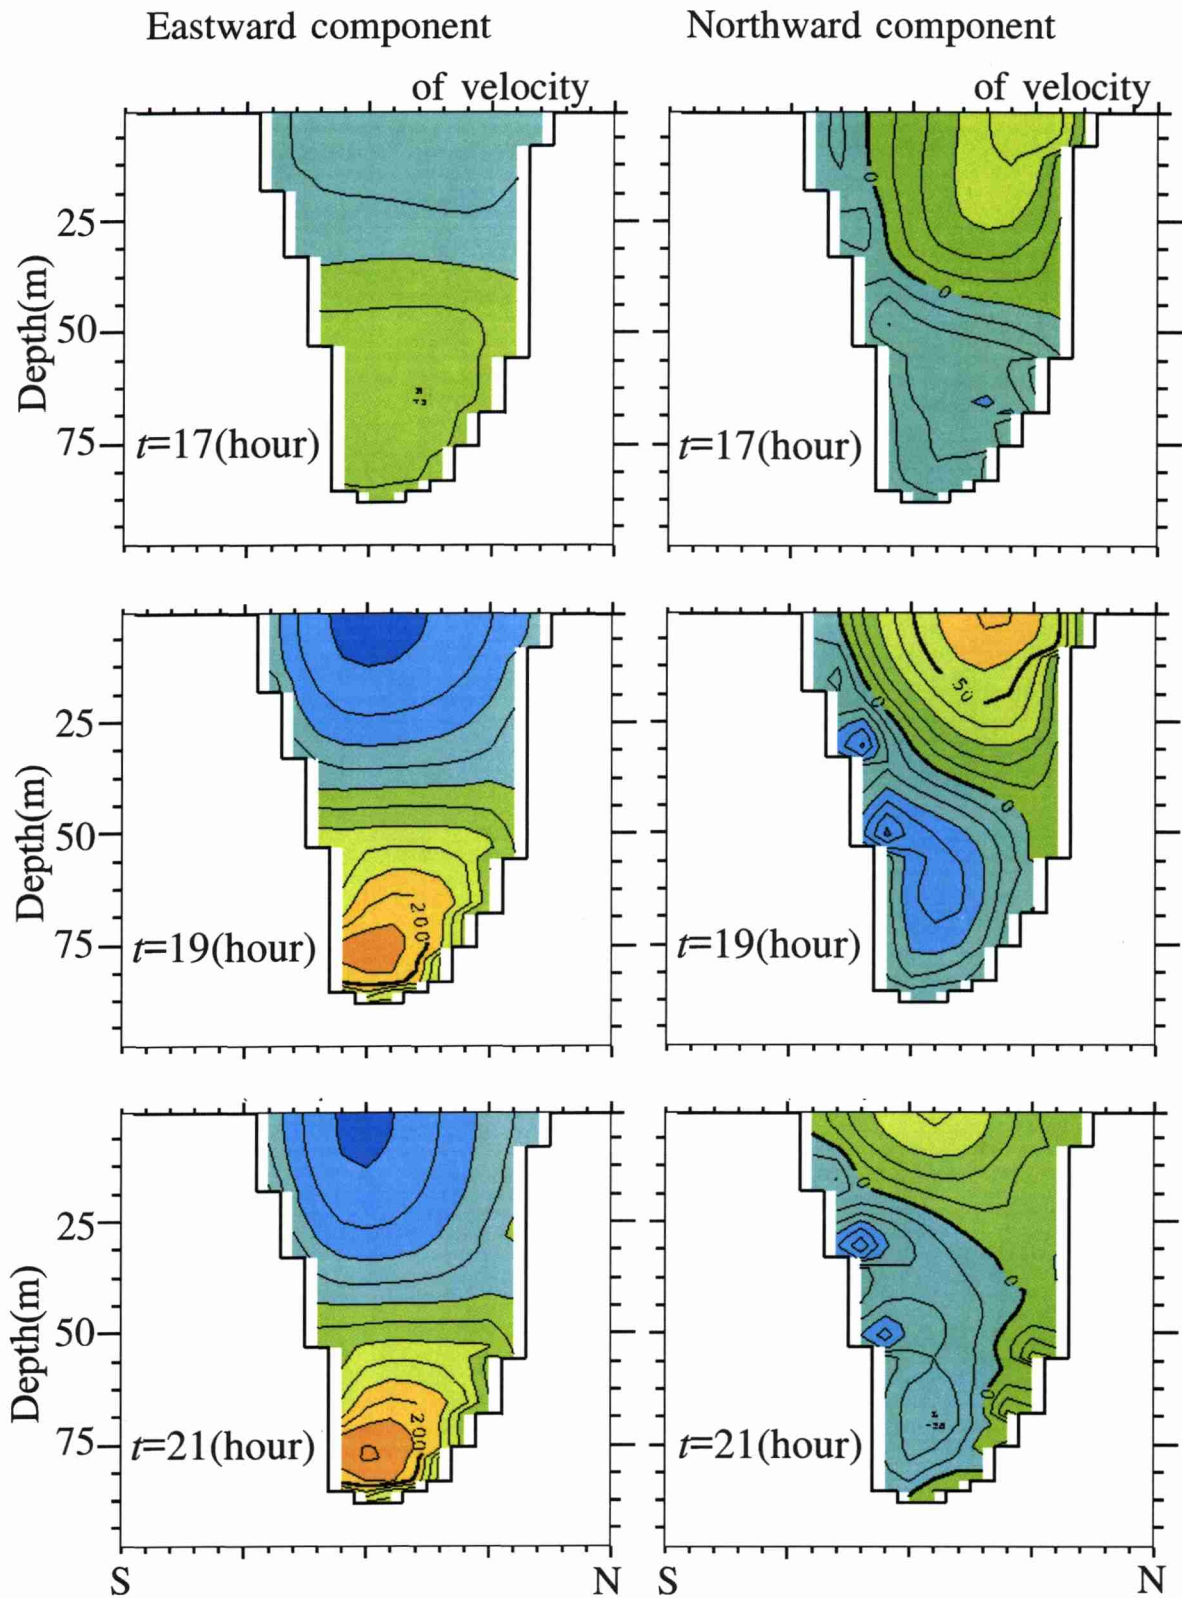 Eastward component
of velocity
Northward component
of velocity
25
50
75
Depth(m)
t=17(hour)
0
0
t=17(hour)
25
50
75
Depth(m)
200
t=19(hour)
50
0
0
t=19(hour)
25
50
75
Depth(m)
200
t=21(hour)
0
0
0
t=21(hour)
S
N
S
N